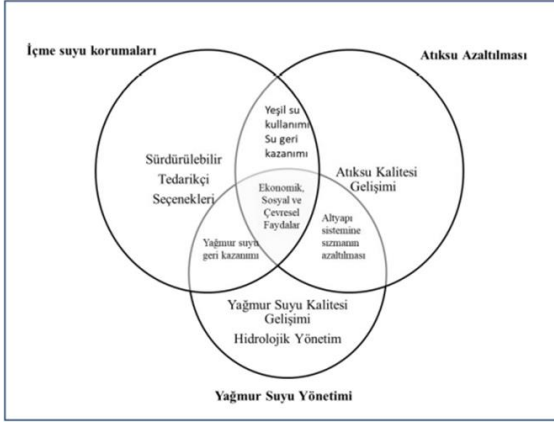 İçme suyu korumaları
Atıksu Azaltılması
Yeşil su
kullanımı
Su geri
kazanımı
Sürdürülebilir
Tedarikçi
Seçenekleri
Atıksu Kalitesi
Gelişimi
Ekonomik,
Sosyal ve
Çevresel
Faydalar
Yağmur suyu
geri kazanımı
Altyapı
sistemine
sızmanın
azaltılması
Yağmur Suyu Kalitesi
Gelişimi
Hidrolojik Yönetim
Yağmur Suyu Yönetimi